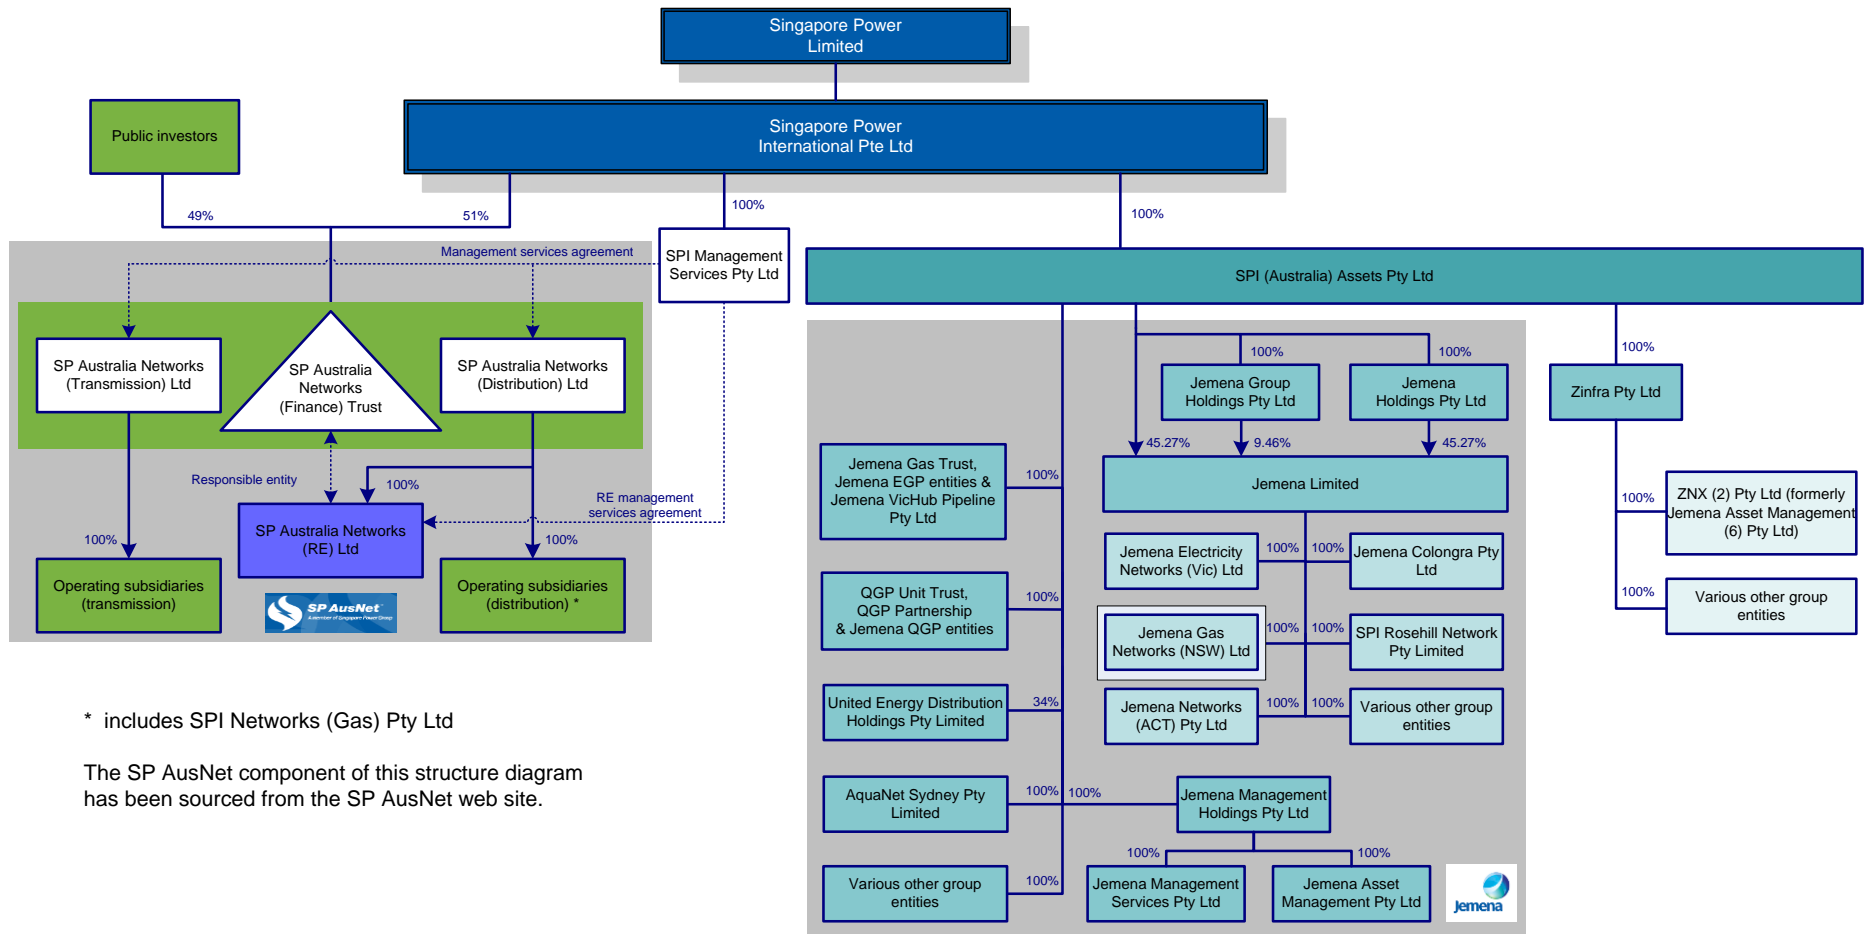 Singapore Power
Limited
Public investors
Singapore Power
International Pte Ltd
49%
51%
100%
100%
Management services agreement
SPI Management
Services Pty Ltd
SPI (Australia) Assets Pty Ltd
SP Australia Networks
(Transmission) Ltd
SP Australia
Networks
(Finance) Trust
SP Australia Networks
(Distribution) Ltd
Responsible entity
100%
RE management
services agreement
SP Australia Networks
(RE) Ltd
100%
100%
Operating subsidiaries
(transmission)
SP AusNet
A member of Singapore Power Group
Operating subsidiaries
(distribution) *
100%
100%
100%
Jemena Group
Holdings Pty Ltd
Jemena
Holdings Pty Ltd
Zinfra Pty Ltd
45.27%
9.46%
45.27%
Jemena Limited
Jemena Gas Trust,
Jemena EGP entities &
Jemena VicHub Pipeline
Pty Ltd
100%
100%
ZNX (2) Pty Ltd (formerly
Jemena Asset Management
(6) Pty Ltd)
Jemena Electricity
Networks (Vic) Ltd
100%
100%
Jemena Colongra Pty
Ltd
QGP Unit Trust,
QGP Partnership
& Jemena QGP entities
100%
100%
Various other group
entities
Jemena Gas
Networks (NSW) Ltd
100%
100%
SPI Rosehill Network
Pty Limited
United Energy Distribution
Holdings Pty Limited
34%
Jemena Networks
(ACT) Pty Ltd
100%
100%
Various other group
entities
AquaNet Sydney Pty
Limited
100%
100%
Jemena Management
Holdings Pty Ltd
100%
100%
Various other group
entities
100%
Jemena Management
Services Pty Ltd
Jemena Asset
Management Pty Ltd
Jemena
* includes SPI Networks (Gas) Pty Ltd
The SP AusNet component of this structure diagram
has been sourced from the SP AusNet web site.